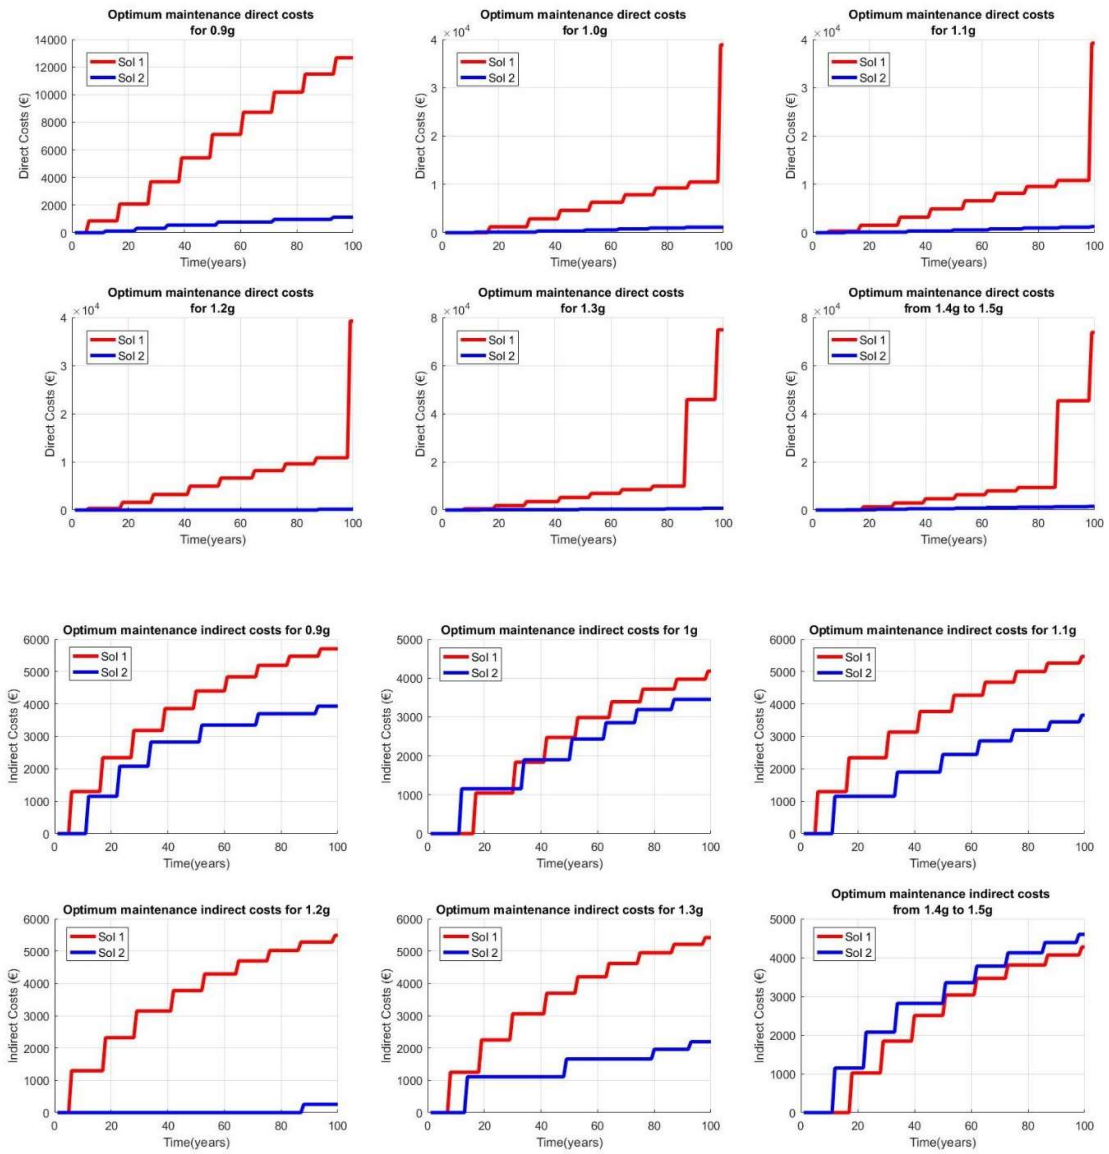 Optimum maintenance direct costs
for 0.9g
14000
12000
10000
8000
6000
4000
2000
0
Direct Costs (€)
Sol 1
Sol 2
0 20 40 60 80 100
Time(years)
Optimum maintenance direct costs
for 1.0g
×10⁴
4
3
2
1
0
Direct Costs (€)
Sol 1
Sol 2
0 20 40 60 80 100
Time(years)
Optimum maintenance direct costs
for 1.1g
×10⁴
4
3
2
1
0
Direct Costs (€)
Sol 1
Sol 2
0 20 40 60 80 100
Time(years)
Optimum maintenance direct costs
for 1.2g
×10⁴
4
3
2
1
0
Direct Costs (€)
Sol 1
Sol 2
0 20 40 60 80 100
Time(years)
Optimum maintenance direct costs
for 1.3g
×10⁴
8
6
4
2
0
Direct Costs (€)
Sol 1
Sol 2
0 20 40 60 80 100
Time(years)
Optimum maintenance direct costs
from 1.4g to 1.5g
×10⁴
8
6
4
2
0
Direct Costs (€)
Sol 1
Sol 2
0 20 40 60 80 100
Time(years)
Optimum maintenance indirect costs for 0.9g
6000
5000
4000
3000
2000
1000
0
Indirect Costs (€)
Sol 1
Sol 2
0 20 40 60 80 100
Time(years)
Optimum maintenance indirect costs for 1g
5000
4000
3000
2000
1000
0
Indirect Costs (€)
Sol 1
Sol 2
0 20 40 60 80 100
Time(years)
Optimum maintenance indirect costs for 1.1g
6000
5000
4000
3000
2000
1000
0
Indirect Costs (€)
Sol 1
Sol 2
0 20 40 60 80 100
Time(years)
Optimum maintenance indirect costs for 1.2g
6000
5000
4000
3000
2000
1000
0
Indirect Costs (€)
Sol 1
Sol 2
0 20 40 60 80 100
Time(years)
Optimum maintenance indirect costs for 1.3g
6000
5000
4000
3000
2000
1000
0
Indirect Costs (€)
Sol 1
Sol 2
0 20 40 60 80 100
Time(years)
Optimum maintenance indirect costs
from 1.4g to 1.5g
5000
4000
3000
2000
1000
0
Indirect Costs (€)
Sol 1
Sol 2
0 20 40 60 80 100
Time(years)